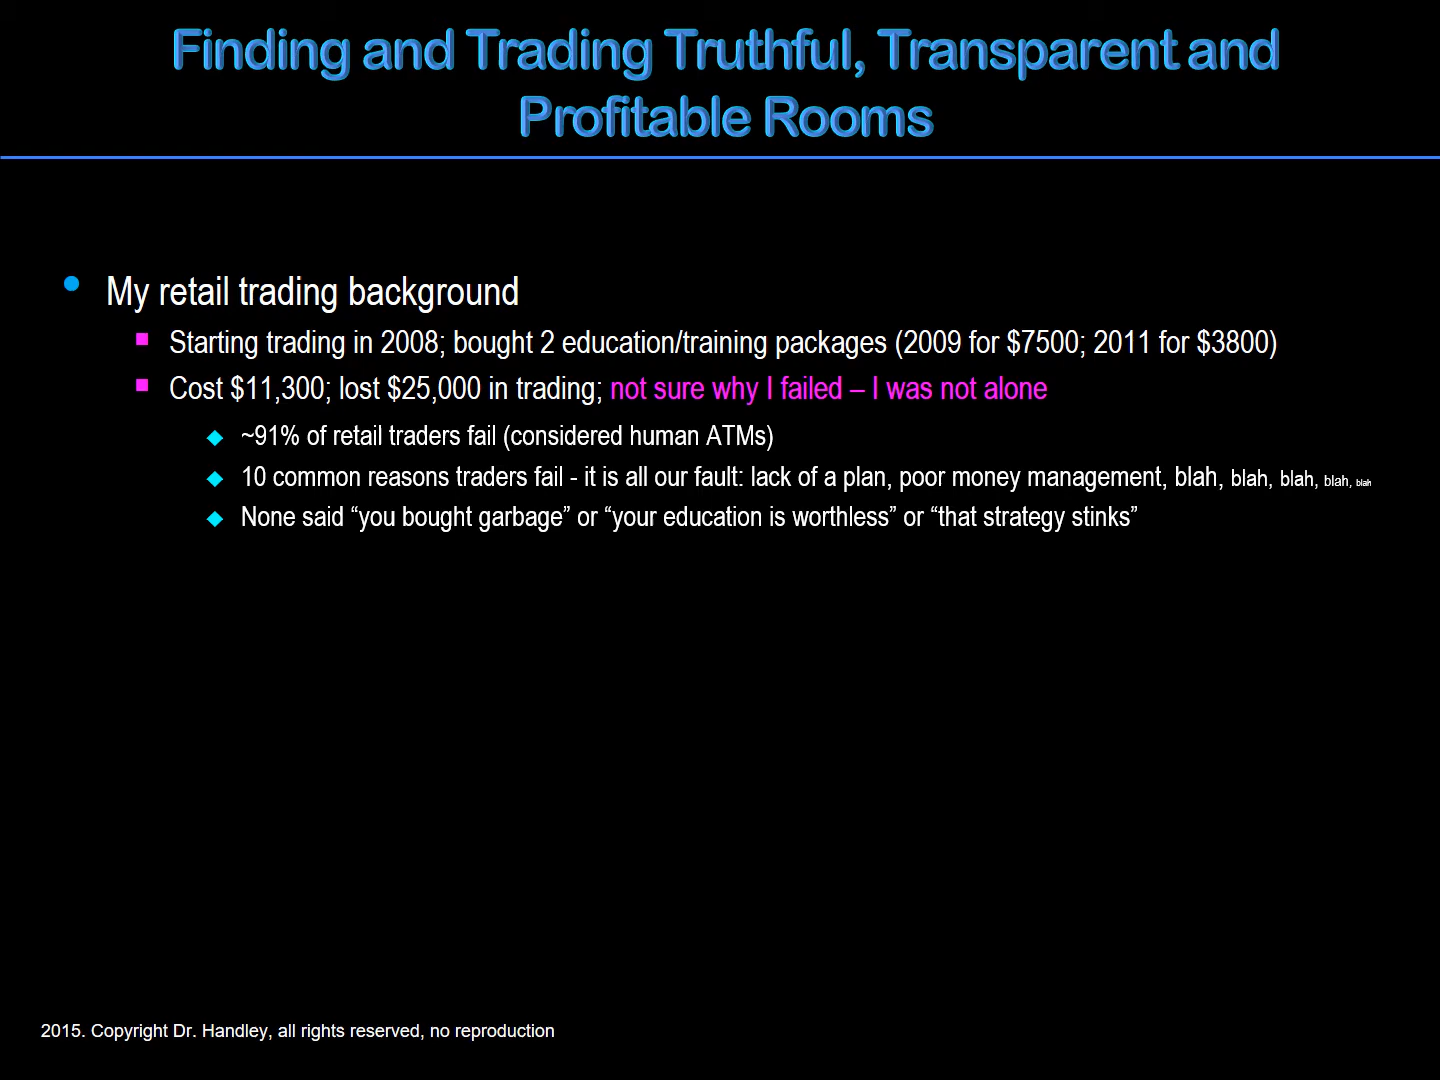 Finding and Trading Truthful, Transparent and
Profitable Rooms
My retail trading background
Starting trading in 2008; bought 2 education/training packages (2009 for $7500; 2011 for $3800)
Cost $11,300; lost $25,000 in trading; not sure why I failed – I was not alone
~91% of retail traders fail (considered human ATMs)
10 common reasons traders fail - it is all our fault: lack of a plan, poor money management, blah, blah, blah, blah, blah
None said “you bought garbage” or “your education is worthless” or “that strategy stinks”
2015. Copyright Dr. Handley, all rights reserved, no reproduction